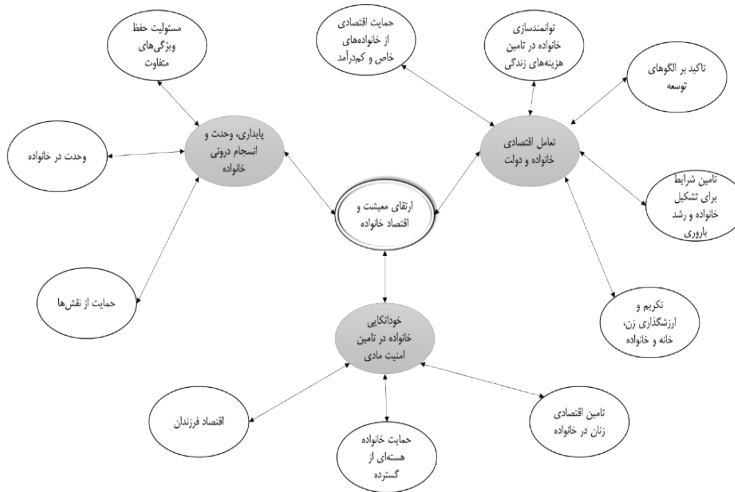 حمایت اقتصادی
از خانواده‌های
خاص و کم‌درآمد
توانمندسازی
خانواده در تامین
هزینه‌های زندگی
تاکید بر الگوهای
توسعه
تامین شرایط
برای تشکیل
خانواده و رشد
باروری
تکریم و
ارزشگذاری زن،
خانه و خانواده
تعامل اقتصادی
خانواده و دولت
مسئولیت حفظ
ویژگی‌های
متفاوت
پایداری، وحدت و
انسجام درونی
خانواده
وحدت در خانواده
حمایت از نقش‌ها
ارتقای معیشت و
اقتصاد خانواده
خوداتکایی
خانواده در تامین
امنیت مادی
تامین اقتصادی
زنان در خانواده
حمایت خانواده
هسته‌ای از
گسترده
اقتصاد فرزندان